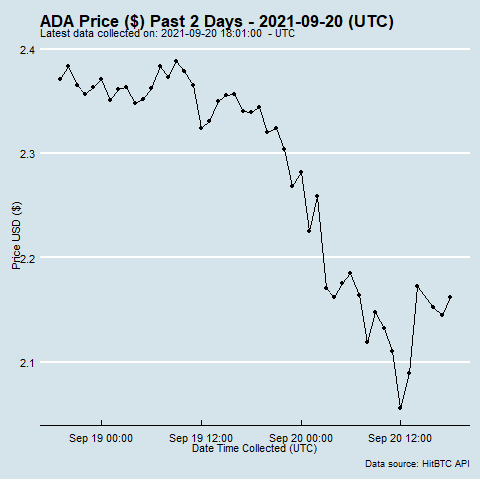 ADA Price ($) Past 2 Days - 2021-09-20 (UTC)
Latest data collected on: 2021-09-20 18:01:00  - UTC
2.4
2.3
2.2
2.1
Price USD ($)
Sep 19 00:00
Sep 19 12:00
Sep 20 00:00
Sep 20 12:00
Date Time Collected (UTC)
Data source: HitBTC API